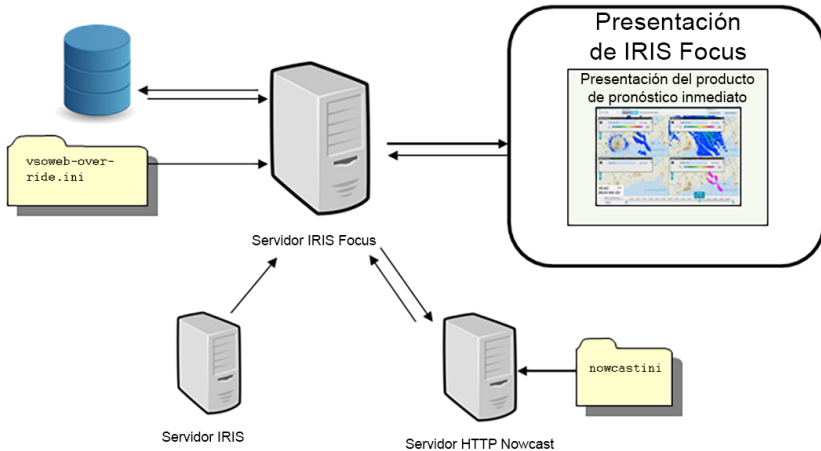 Presentación
de IRIS Focus
Presentación del producto
de pronóstico inmediato
vsoweb-over-
ride.ini
Servidor IRIS Focus
nowcastini
Servidor IRIS
Servidor HTTP Nowcast